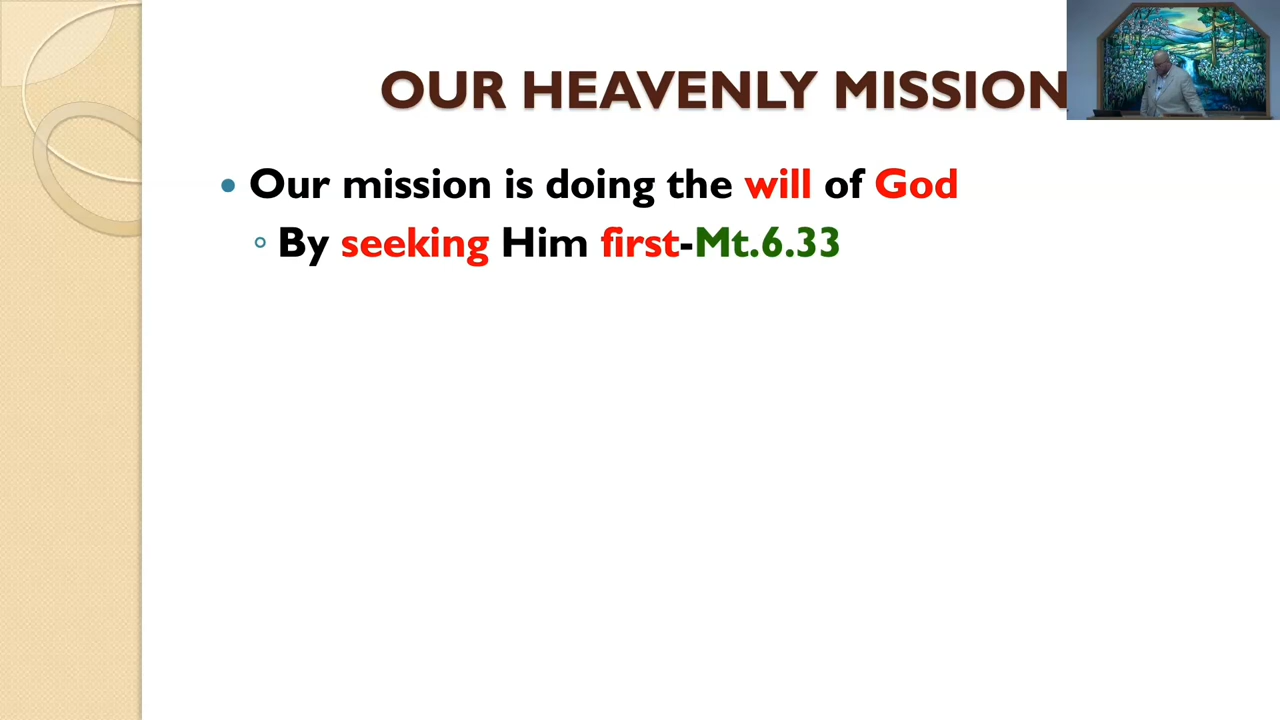 OUR HEAVENLY MISSION
Our mission is doing the will of God
By seeking Him first-Mt.6.33